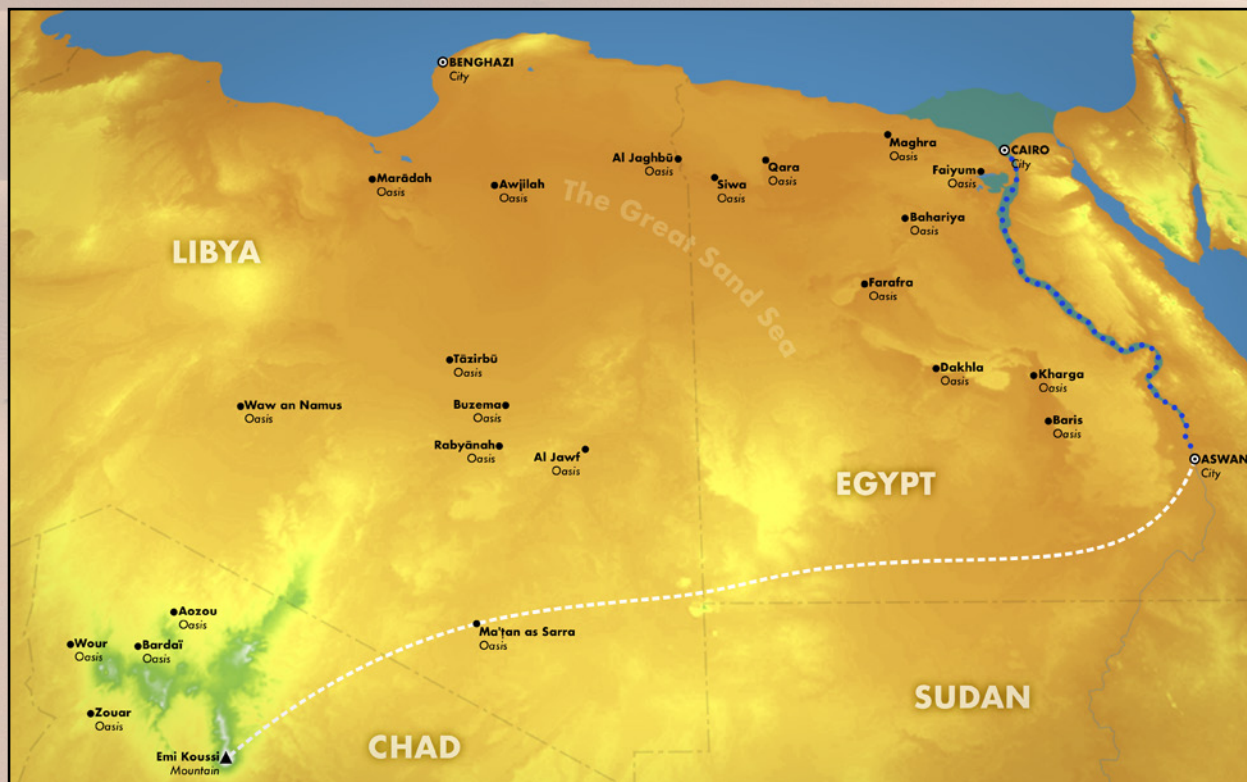 BENGHAZI
City
CAIRO
City
Maghra
Oasis
Al Jaghbū
Oasis
Siwa
Oasis
Qara
Oasis
Faiyum
Oasis
Marādah
Oasis
Awjilah
Oasis
The Great Sand Sea
Bahariya
Oasis
LIBYA
Farafra
Oasis
Tāzirbū
Oasis
Dakhla
Oasis
Kharga
Oasis
Waw an Namus
Oasis
Buzema
Oasis
Baris
Oasis
Rabyānah
Oasis
Al Jawf
Oasis
ASWAN
City
EGYPT
Aozou
Oasis
Ma'ṭan as Sarra
Oasis
Wour
Oasis
Bardaï
Oasis
SUDAN
Zouar
Oasis
CHAD
Emi Koussi
Mountain